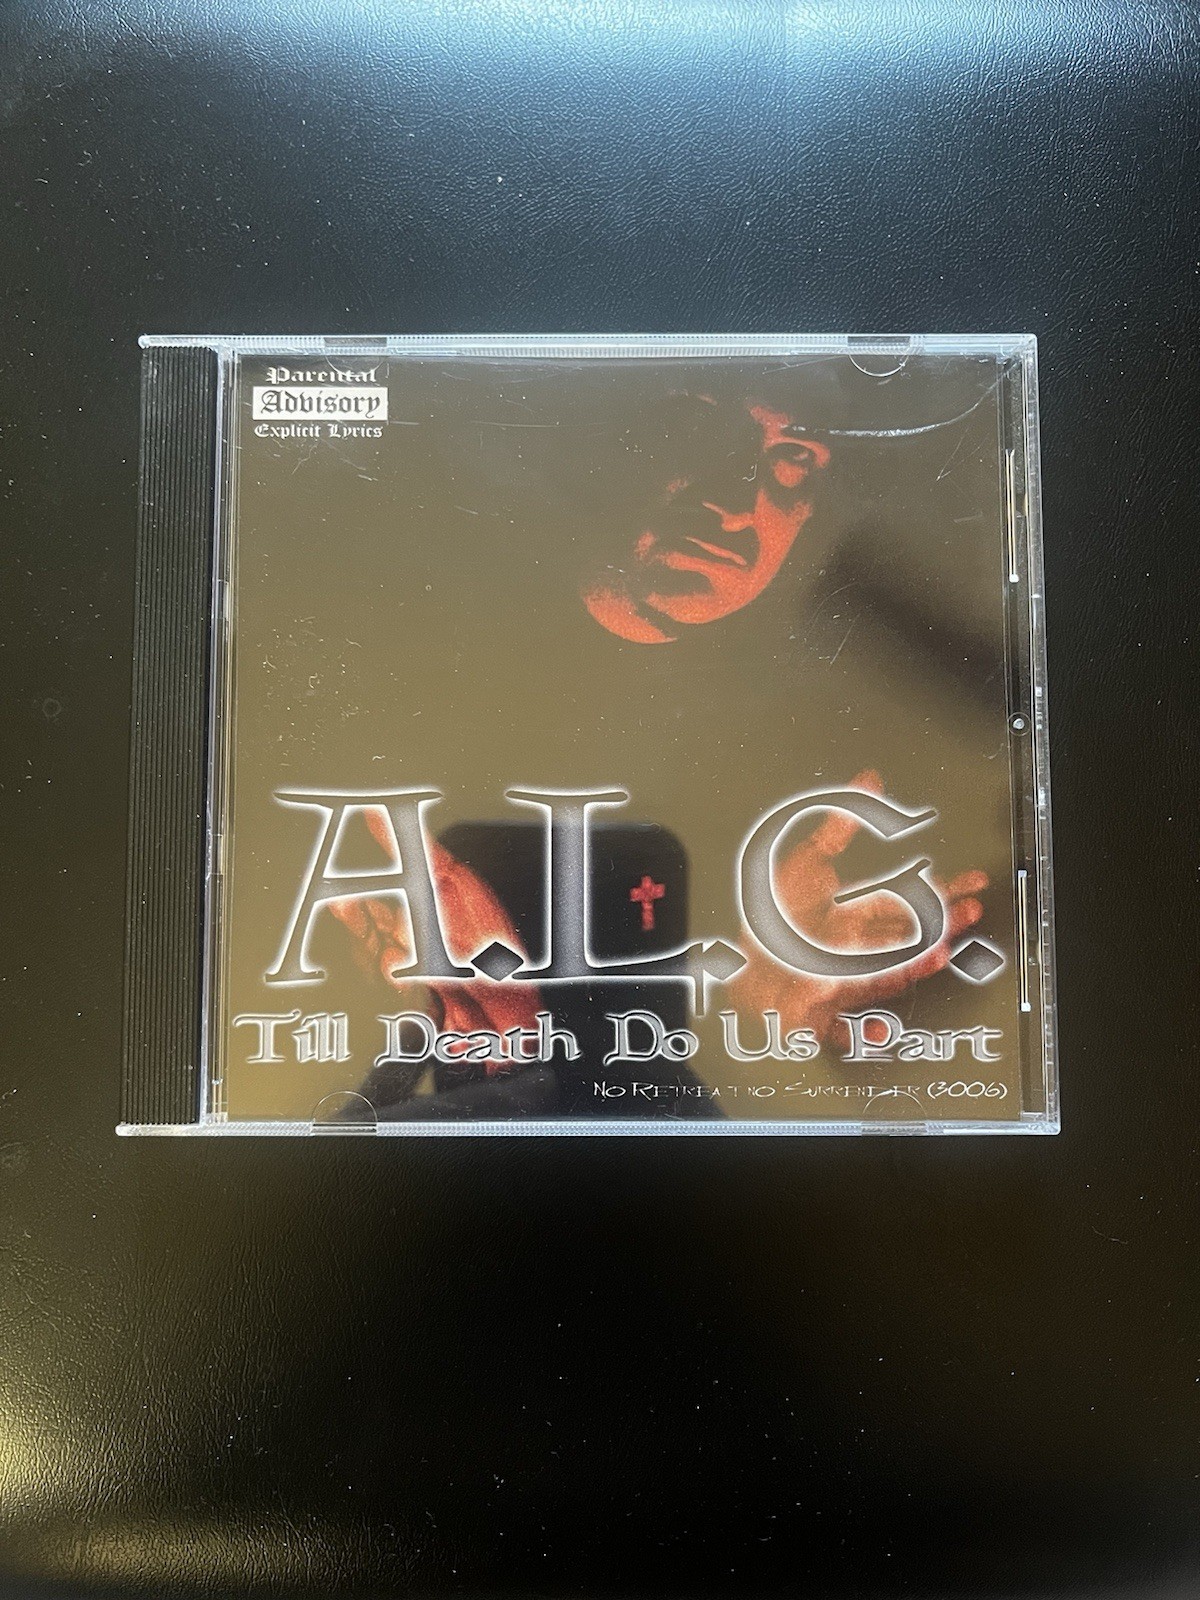 Parental
Advisory
Explicit Lyrics
A.L.G.
Till Death Do Us Part
No Retreat no Surrender (3006)